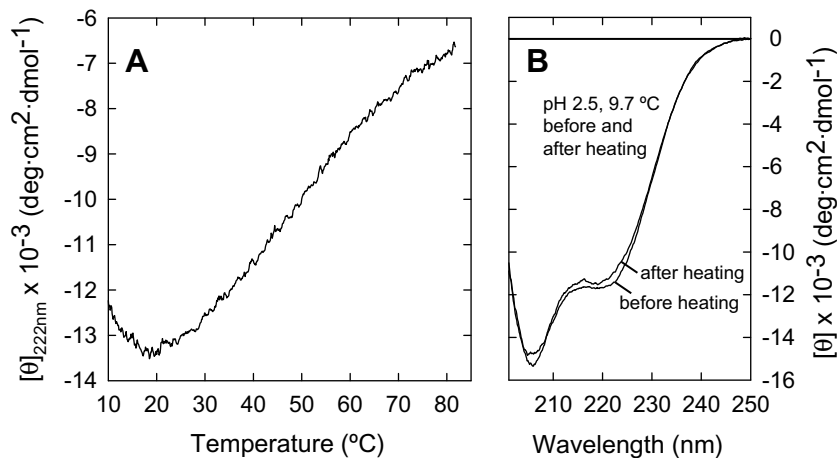 A
-6
-7
-8
-9
-10
-11
-12
-13
-14
[θ]222nm x 10-3 (deg·cm2·dmol-1)
10 20 30 40 50 60 70 80
Temperature (ºC)
B
pH 2.5, 9.7 ºC
before and
after heating
after heating
before heating
0
-2
-4
-6
-8
-10
-12
-14
-16
[θ] x 10-3 (deg·cm2·dmol-1)
210 220 230 240 250
Wavelength (nm)